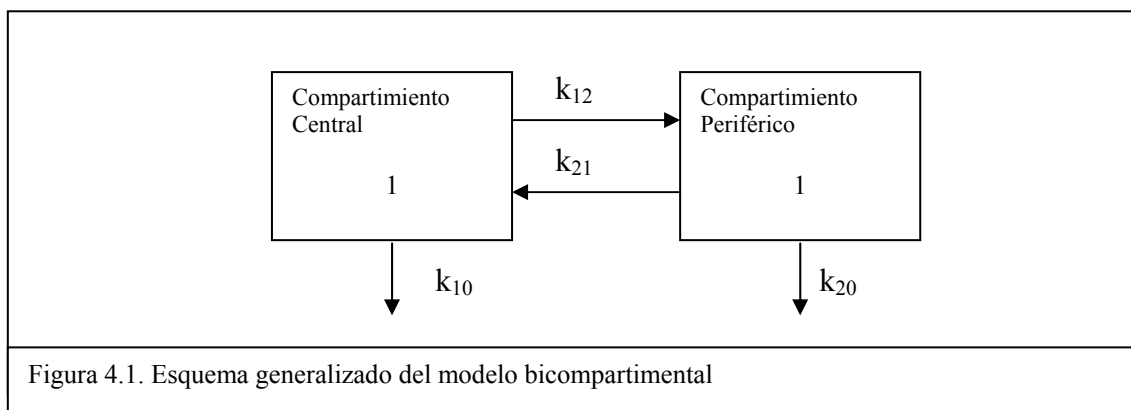 Compartimiento
Central
1
k₁₂
k₂₁
Compartimiento
Periférico
1
k₁₀
k₂₀
Figura 4.1. Esquema generalizado del modelo bicompartimental